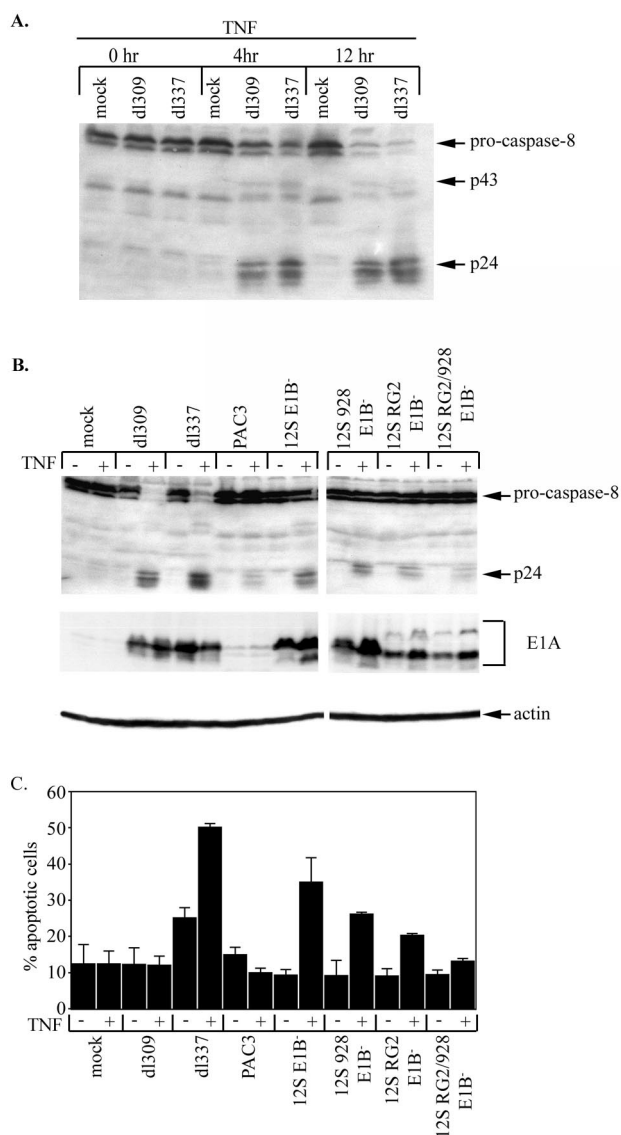 A.
TNF
0 hr 4hr 12 hr
mock dl309 dl337 mock dl309 dl337 mock dl309 dl337
pro-caspase-8
p43
p24
B.
mock dl309 dl337 PAC3 12S E1B- 12S 928 E1B- 12S RG2 E1B- 12S RG2/928 E1B-
TNF - + - + - + - + - + - + - + - +
pro-caspase-8
p24
E1A
actin
C.
% apoptotic cells
60
50
40
30
20
10
0
TNF - + - + - + - + - + - + - + - +
mock dl309 dl337 PAC3 12S E1B- 12S 928 E1B- 12S RG2 E1B- 12S RG2/928 E1B-